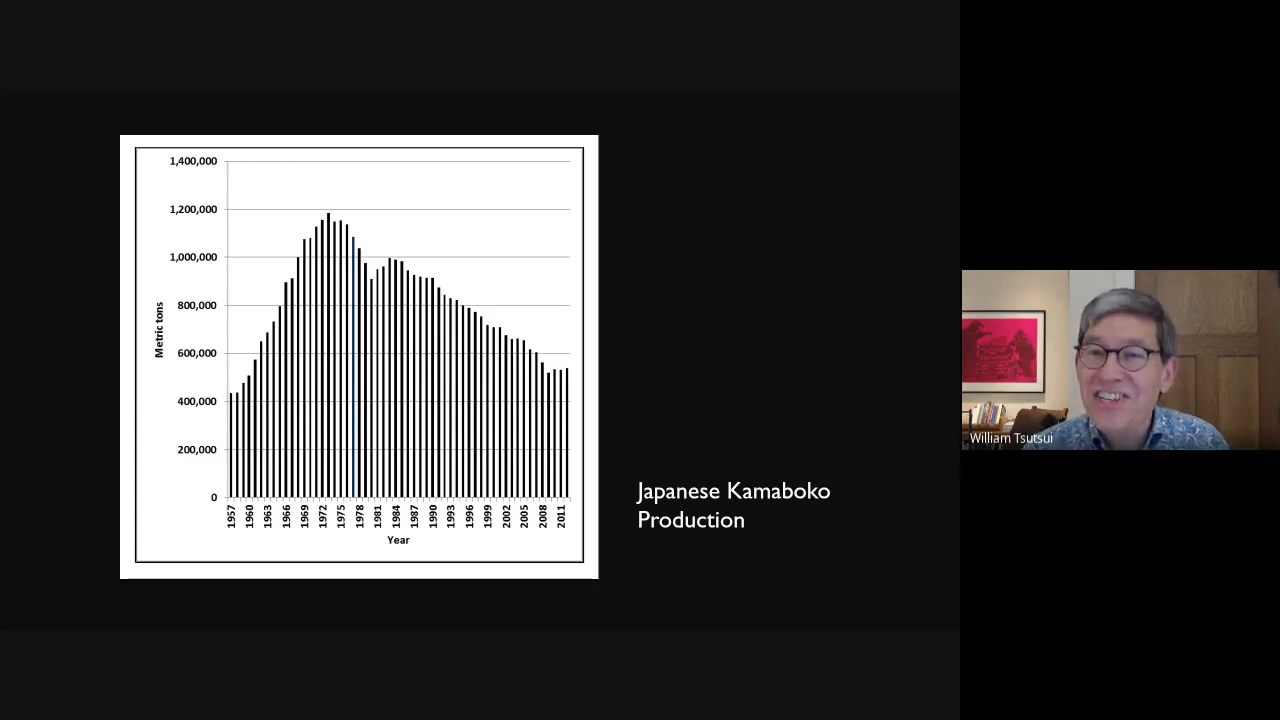 1,400,000
1,200,000
1,000,000
800,000
600,000
400,000
200,000
0
Metric tons
1957 1960 1963 1966 1969 1972 1975 1978 1981 1984 1987 1990 1993 1996 1999 2002 2005 2008 2011
Year
Japanese Kamaboko
Production
William Tsutsui